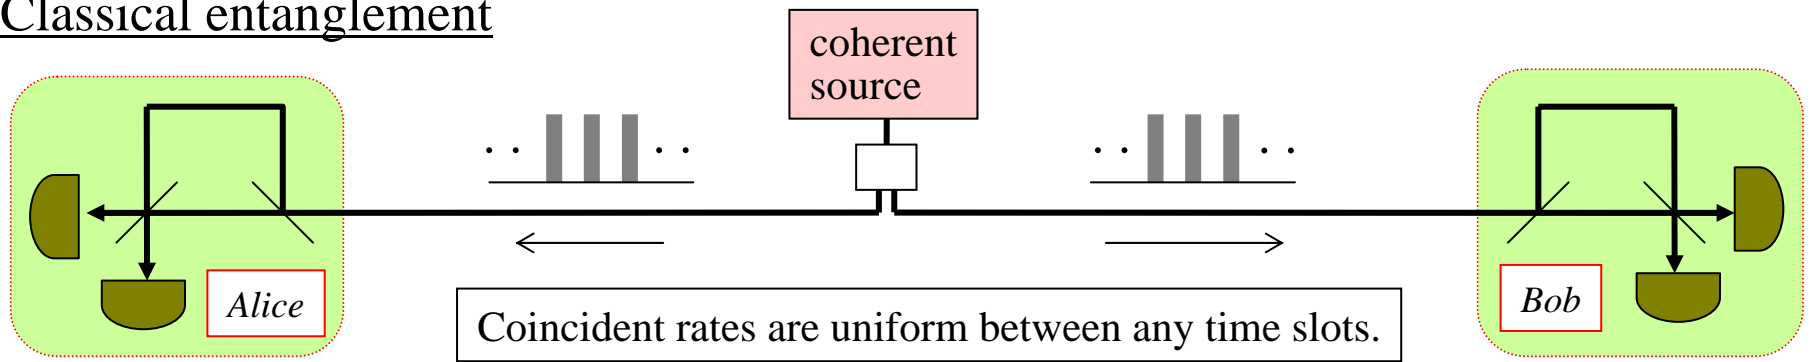 Classical entanglement
coherent
source
Alice
Bob
Coincident rates are uniform between any time slots.